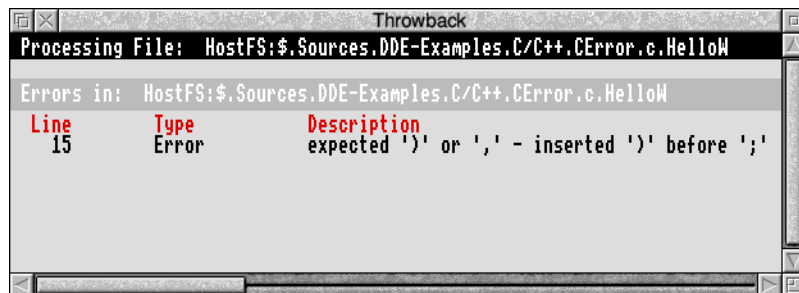 Throwback
Processing File: HostFS:$.Sources.DDE-Examples.C/C++.CError.c.HelloW
Errors in: HostFS:$.Sources.DDE-Examples.C/C++.CError.c.HelloW
Line Type Description
15 Error expected ')' or ',' - inserted ')' before ';'